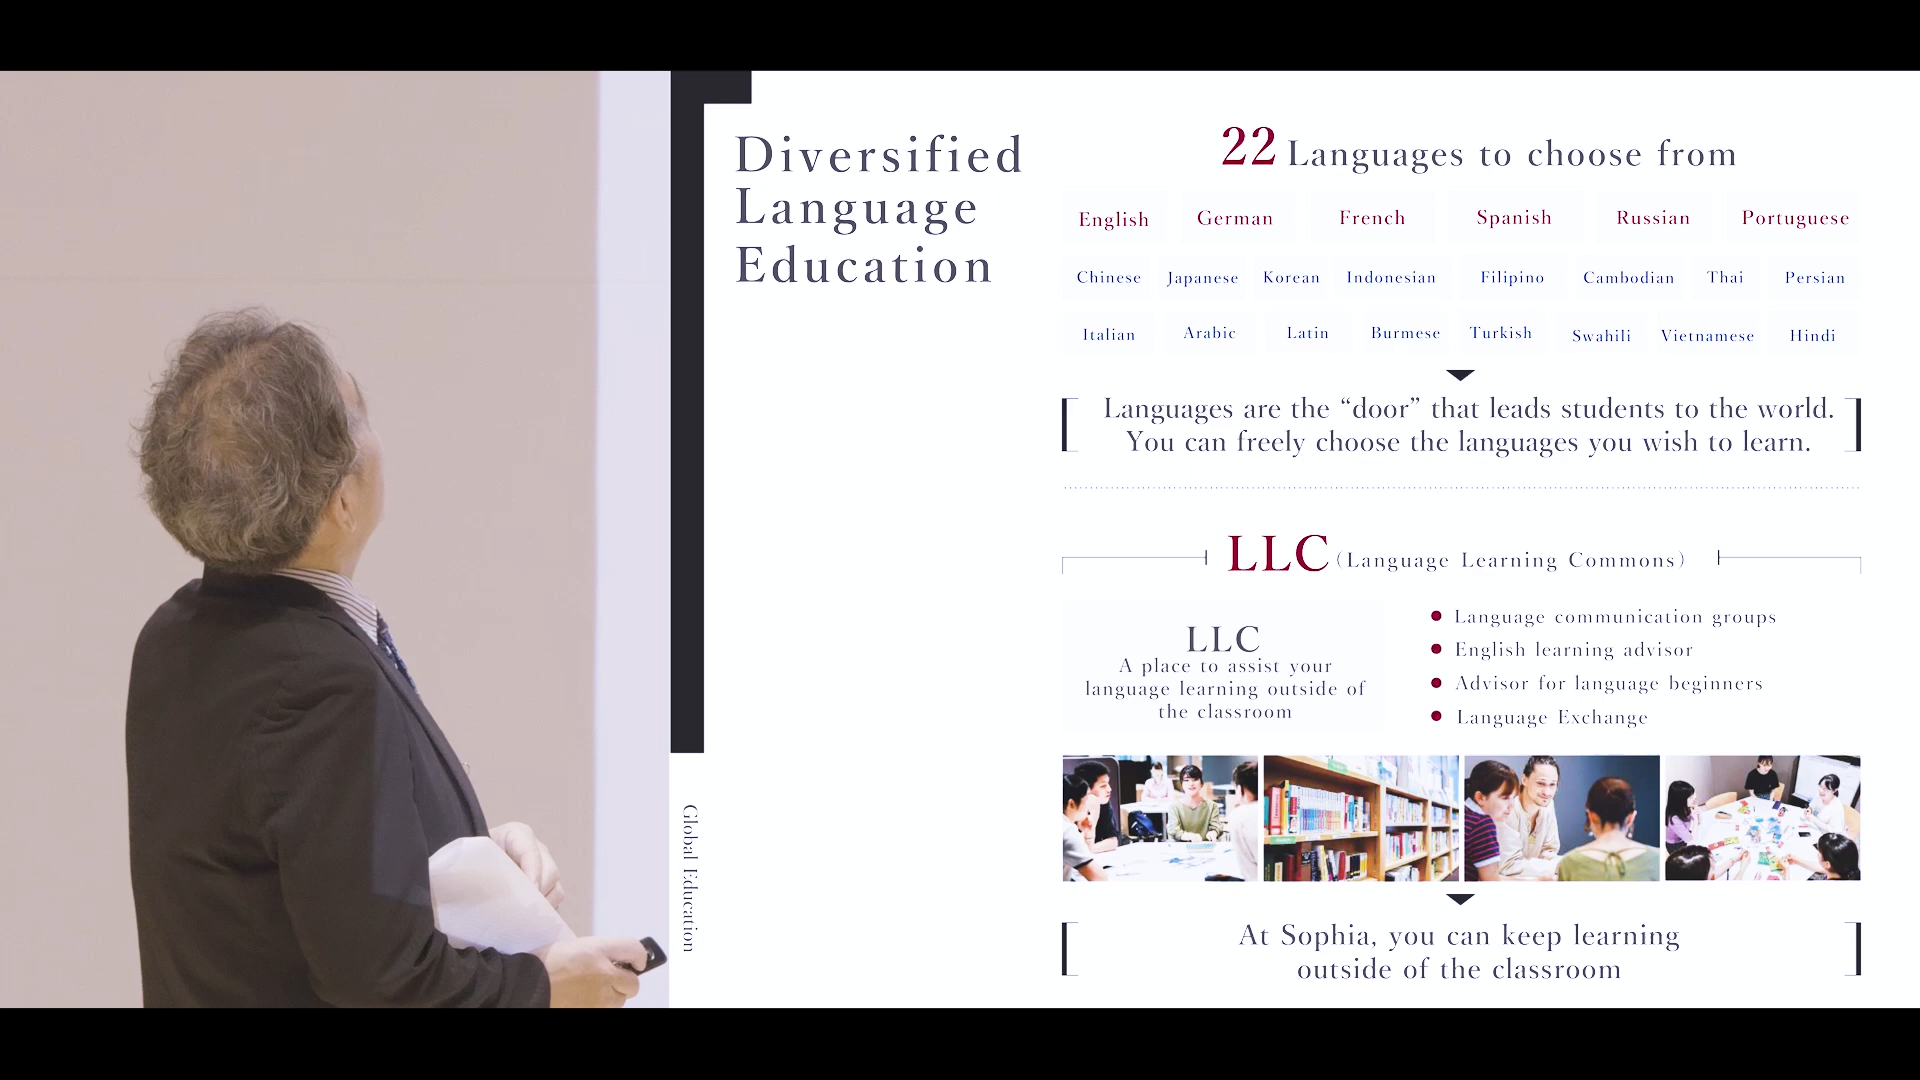 Diversified
Language
Education
22 Languages to choose from
English German French Spanish Russian Portuguese
Chinese Japanese Korean Indonesian Filipino Cambodian Thai Persian
Italian Arabic Latin Burmese Turkish Swahili Vietnamese Hindi
Languages are the “door” that leads students to the world.
You can freely choose the languages you wish to learn.
LLC (Language Learning Commons)
LLC
A place to assist your
language learning outside of
the classroom
Language communication groups
English learning advisor
Advisor for language beginners
Language Exchange
At Sophia, you can keep learning
outside of the classroom
Global Education